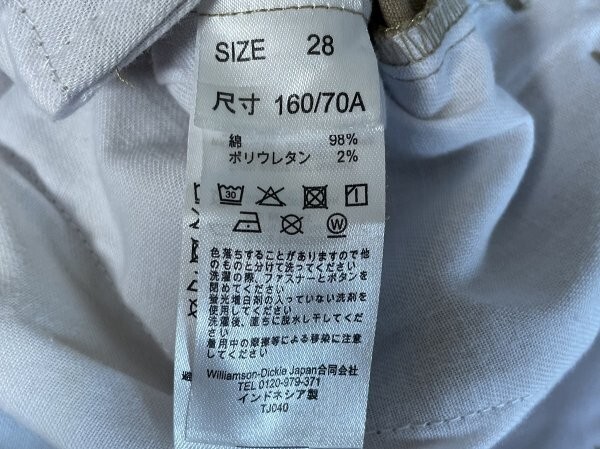 SIZE 28
尺寸 160/70A
綿 98%
ポリウレタン 2%
30
W
色落ちすることがありますので他
のものと分けて洗ってください
洗濯の際、ファスナーとボタンを
閉めてください
蛍光増白剤の入っていない洗剤を
使用してください
洗濯後、直ちに脱水し干してくだ
さい
着用中の摩擦等による移染に注意
してください
Williamson-Dickie Japan合同会社
TEL 0120-979-371
インドネシア製
TJ040